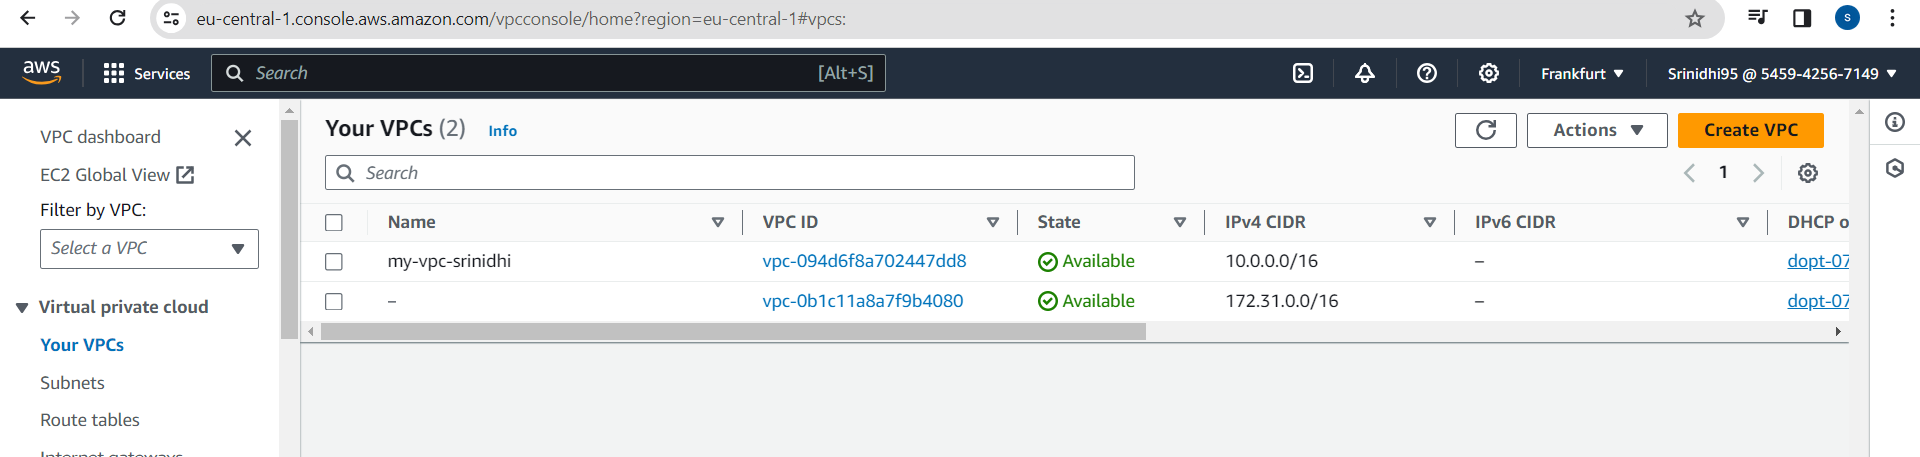 eu-central-1.console.aws.amazon.com/vpcconsole/home?region=eu-central-1#vpcs:
S
aws
Services
Search
[Alt+S]
Frankfurt
Srinidhi95 @ 5459-4256-7149
VPC dashboard
EC2 Global View
Filter by VPC:
Select a VPC
Virtual private cloud
Your VPCs
Subnets
Route tables
Internet gateways
Your VPCs (2) Info
Actions
Create VPC
Search
1
Name VPC ID State IPv4 CIDR IPv6 CIDR DHCP o
my-vpc-srinidhi vpc-094d6f8a702447dd8 Available 10.0.0.0/16 – dopt-07
– vpc-0b1c11a8a7f9b4080 Available 172.31.0.0/16 – dopt-07